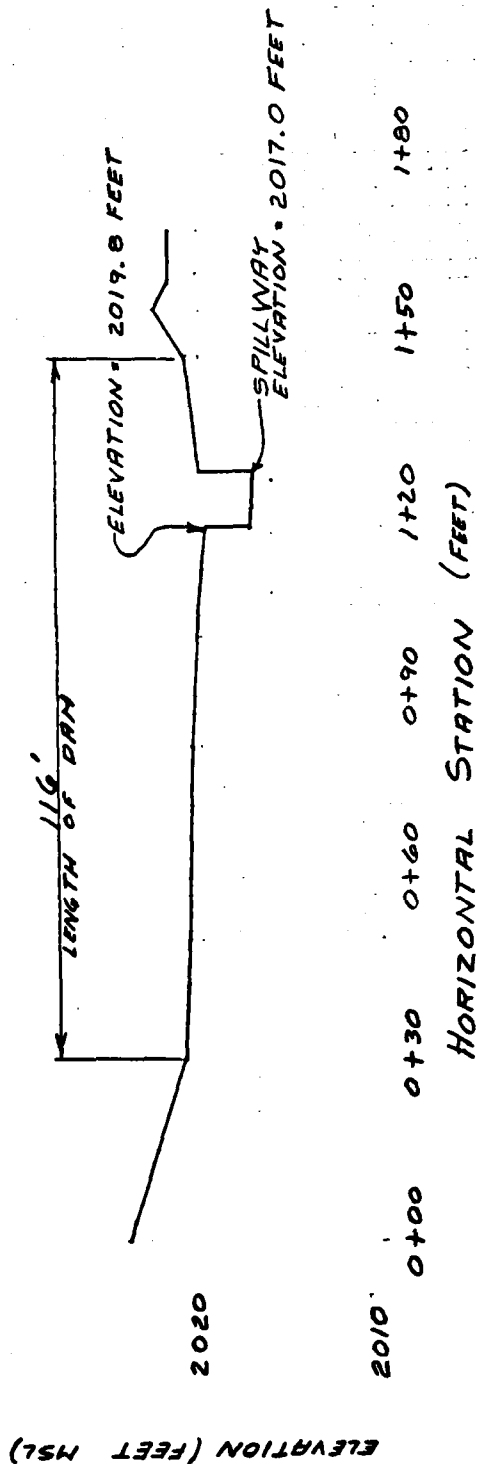 116'
LENGTH OF DAM
ELEVATION = 2019.8 FEET
SPILLWAY
ELEVATION = 2017.0 FEET
2020
2010
0+00 0+30 0+60 0+90 1+20 1+50 1+80
HORIZONTAL STATION (FEET)
ELEVATION (FEET MSL)